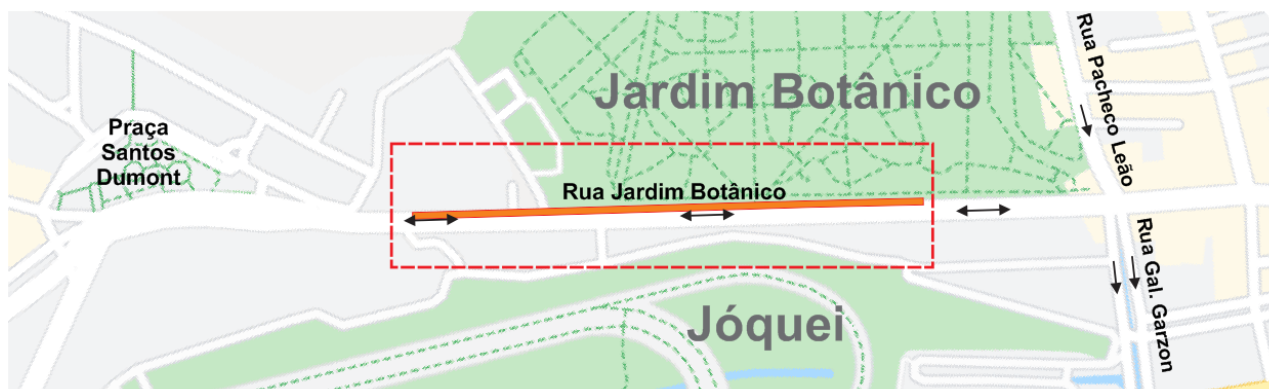 Jardim Botânico
Rua Pacheco Leão
Praça
Santos
Dumont
Rua Jardim Botânico
Rua Gal. Garzon
Jóquei